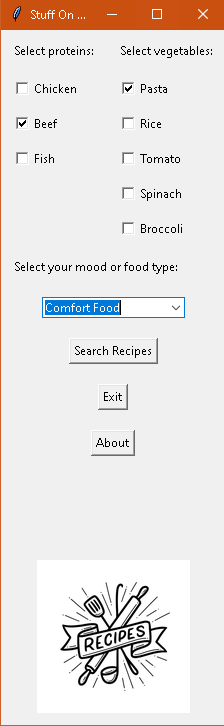 Stuff On ...
Select proteins:
Select vegetables:
Chicken
Pasta
Beef
Rice
Fish
Tomato
Spinach
Broccoli
Select your mood or food type:
Comfort Food
Search Recipes
Exit
About
RECIPES